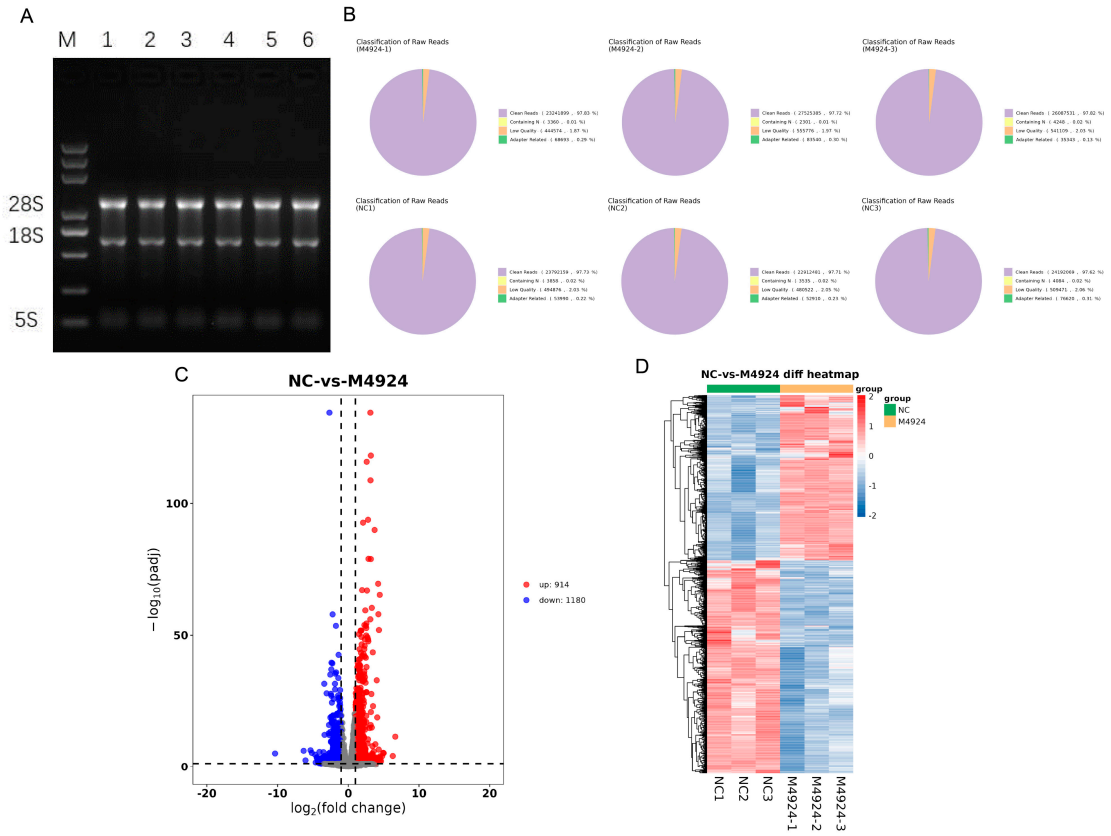 A
M 1 2 3 4 5 6
28S
18S
5S
B
Classification of Raw Reads
(M4924-1)
Clean Reads ( 23241899 , 97.83 %)
Containing N ( 3360 , 0.01 %)
Low Quality ( 444574 , 1.87 %)
Adapter Related ( 68693 , 0.29 %)
Classification of Raw Reads
(M4924-2)
Clean Reads ( 27525385 , 97.72 %)
Containing N ( 2301 , 0.01 %)
Low Quality ( 555776 , 1.97 %)
Adapter Related ( 83540 , 0.30 %)
Classification of Raw Reads
(M4924-3)
Clean Reads ( 26087531 , 97.82 %)
Containing N ( 4248 , 0.02 %)
Low Quality ( 541109 , 2.03 %)
Adapter Related ( 35343 , 0.13 %)
Classification of Raw Reads
(NC1)
Clean Reads ( 23792159 , 97.73 %)
Containing N ( 3858 , 0.02 %)
Low Quality ( 494876 , 2.03 %)
Adapter Related ( 53990 , 0.22 %)
Classification of Raw Reads
(NC2)
Clean Reads ( 22912481 , 97.71 %)
Containing N ( 3535 , 0.02 %)
Low Quality ( 480522 , 2.05 %)
Adapter Related ( 52910 , 0.23 %)
Classification of Raw Reads
(NC3)
Clean Reads ( 24192069 , 97.62 %)
Containing N ( 4084 , 0.02 %)
Low Quality ( 509471 , 2.06 %)
Adapter Related ( 76620 , 0.31 %)
C
NC-vs-M4924
− log10(padj)
100
50
0
-20 -10 0 10 20
log2(fold change)
up: 914
down: 1180
D
NC-vs-M4924 diff heatmap
group
2
1
0
-1
-2
group
NC
M4924
NC1
NC2
NC3
M4924-1
M4924-2
M4924-3